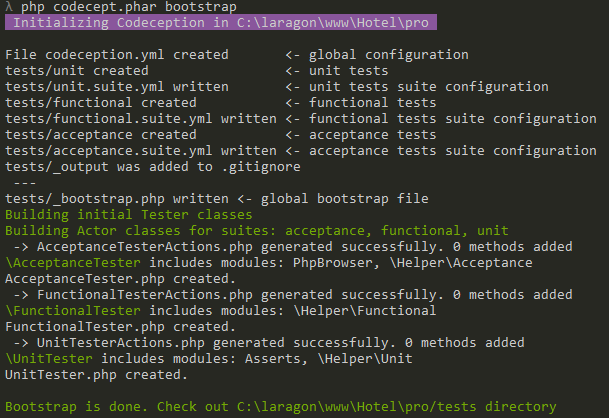 λ php codecept.phar bootstrap
Initializing Codeception in C:\laragon\www\Hotel\pro
File codeception.yml created       <- global configuration
tests/unit created                 <- unit tests
tests/unit.suite.yml written       <- unit tests suite configuration
tests/functional created           <- functional tests
tests/functional.suite.yml written <- functional tests suite configuration
tests/acceptance created           <- acceptance tests
tests/acceptance.suite.yml written <- acceptance tests suite configuration
tests/_output was added to .gitignore
---
tests/_bootstrap.php written <- global bootstrap file
Building initial Tester classes
Building Actor classes for suites: acceptance, functional, unit
-> AcceptanceTesterActions.php generated successfully. 0 methods added
\AcceptanceTester includes modules: PhpBrowser, \Helper\Acceptance
AcceptanceTester.php created.
-> FunctionalTesterActions.php generated successfully. 0 methods added
\FunctionalTester includes modules: \Helper\Functional
FunctionalTester.php created.
-> UnitTesterActions.php generated successfully. 0 methods added
\UnitTester includes modules: Asserts, \Helper\Unit
UnitTester.php created.
Bootstrap is done. Check out C:\laragon\www\Hotel\pro/tests directory